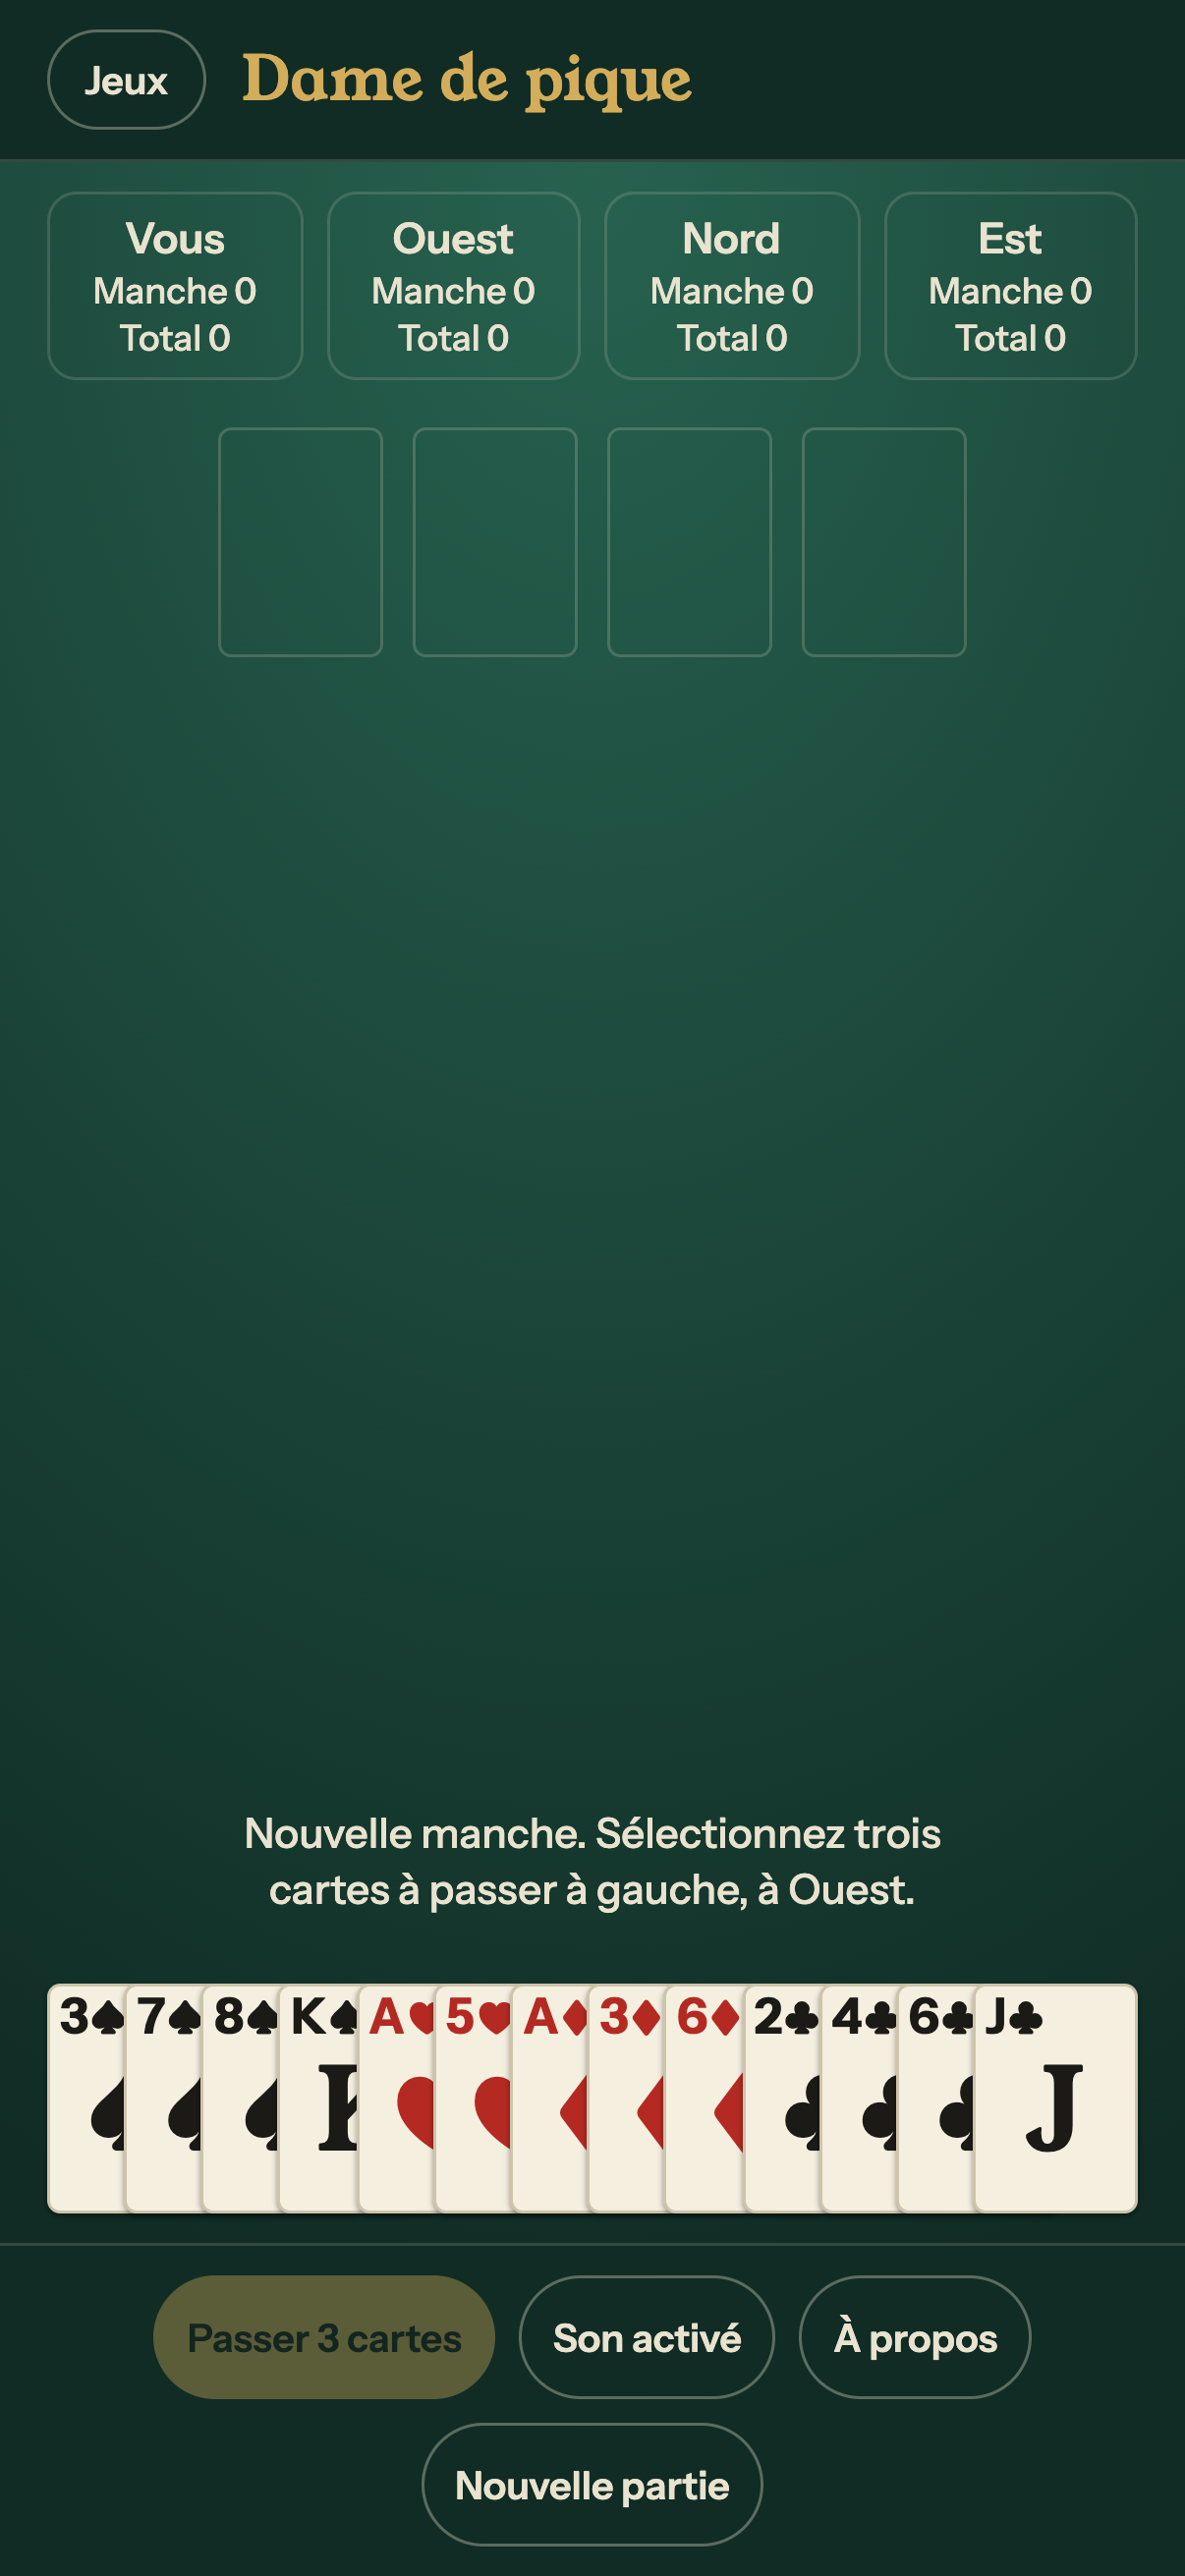 Jeux
Dame de pique
Vous
Manche 0
Total 0
Ouest
Manche 0
Total 0
Nord
Manche 0
Total 0
Est
Manche 0
Total 0
Nouvelle manche. Sélectionnez trois
cartes à passer à gauche, à Ouest.
3♠ 7♠ 8♠ K♠ A♥ 5♥ A♦ 3♦ 6♦ 2♣ 4♣ 6♣ J♣
K J
Passer 3 cartes
Son activé
À propos
Nouvelle partie